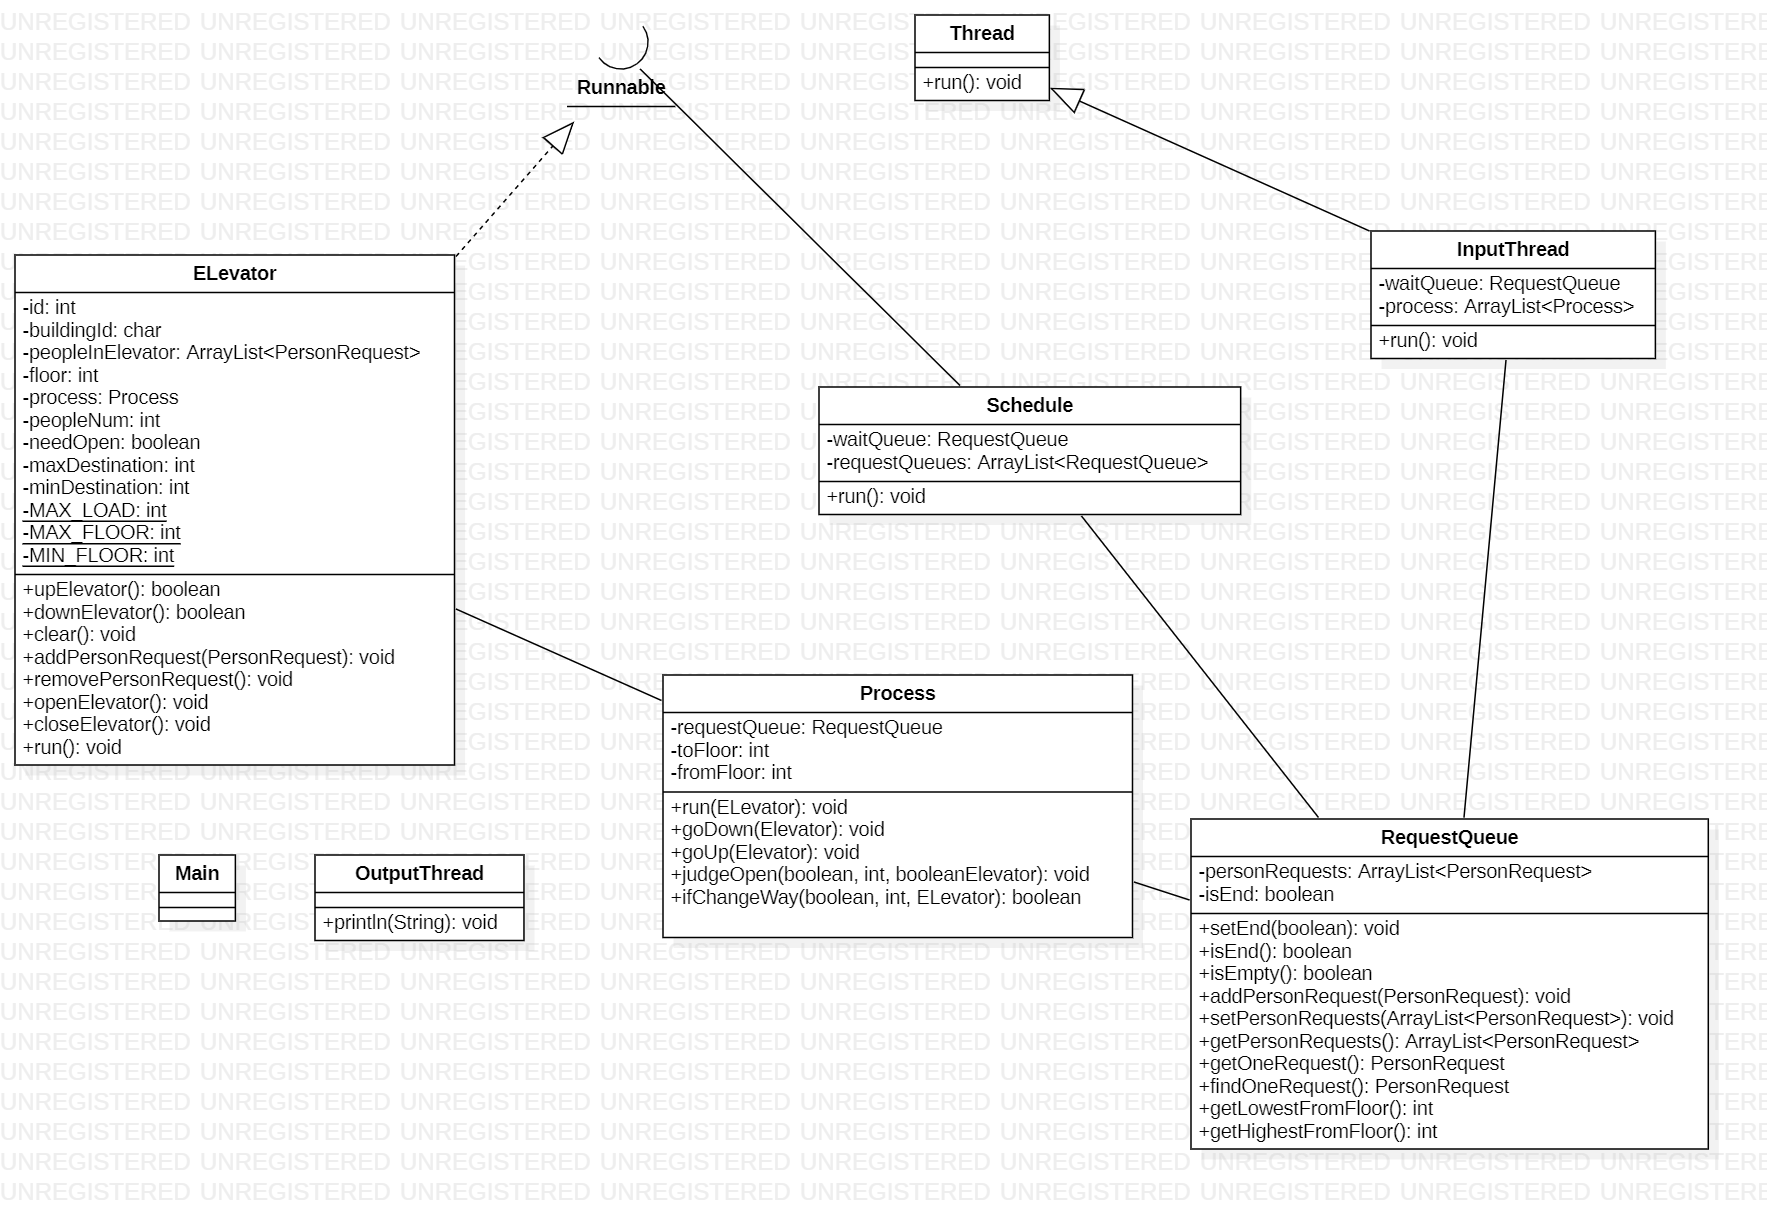 Runnable
Thread
+run(): void
ELevator
-id: int
-buildingId: char
-peopleInElevator: ArrayList<PersonRequest>
-floor: int
-process: Process
-peopleNum: int
-needOpen: boolean
-maxDestination: int
-minDestination: int
-MAX_LOAD: int
-MAX_FLOOR: int
-MIN_FLOOR: int
+upElevator(): boolean
+downElevator(): boolean
+clear(): void
+addPersonRequest(PersonRequest): void
+removePersonRequest(): void
+openElevator(): void
+closeElevator(): void
+run(): void
InputThread
-waitQueue: RequestQueue
-process: ArrayList<Process>
+run(): void
Schedule
-waitQueue: RequestQueue
-requestQueues: ArrayList<RequestQueue>
+run(): void
Process
-requestQueue: RequestQueue
-toFloor: int
-fromFloor: int
+run(ELevator): void
+goDown(Elevator): void
+goUp(Elevator): void
+judgeOpen(boolean, int, booleanElevator): void
+ifChangeWay(boolean, int, ELevator): boolean
Main
OutputThread
+println(String): void
RequestQueue
-personRequests: ArrayList<PersonRequest>
-isEnd: boolean
+setEnd(boolean): void
+isEnd(): boolean
+isEmpty(): boolean
+addPersonRequest(PersonRequest): void
+setPersonRequests(ArrayList<PersonRequest>): void
+getPersonRequests(): ArrayList<PersonRequest>
+getOneRequest(): PersonRequest
+findOneRequest(): PersonRequest
+getLowestFromFloor(): int
+getHighestFromFloor(): int
UNREGISTERED